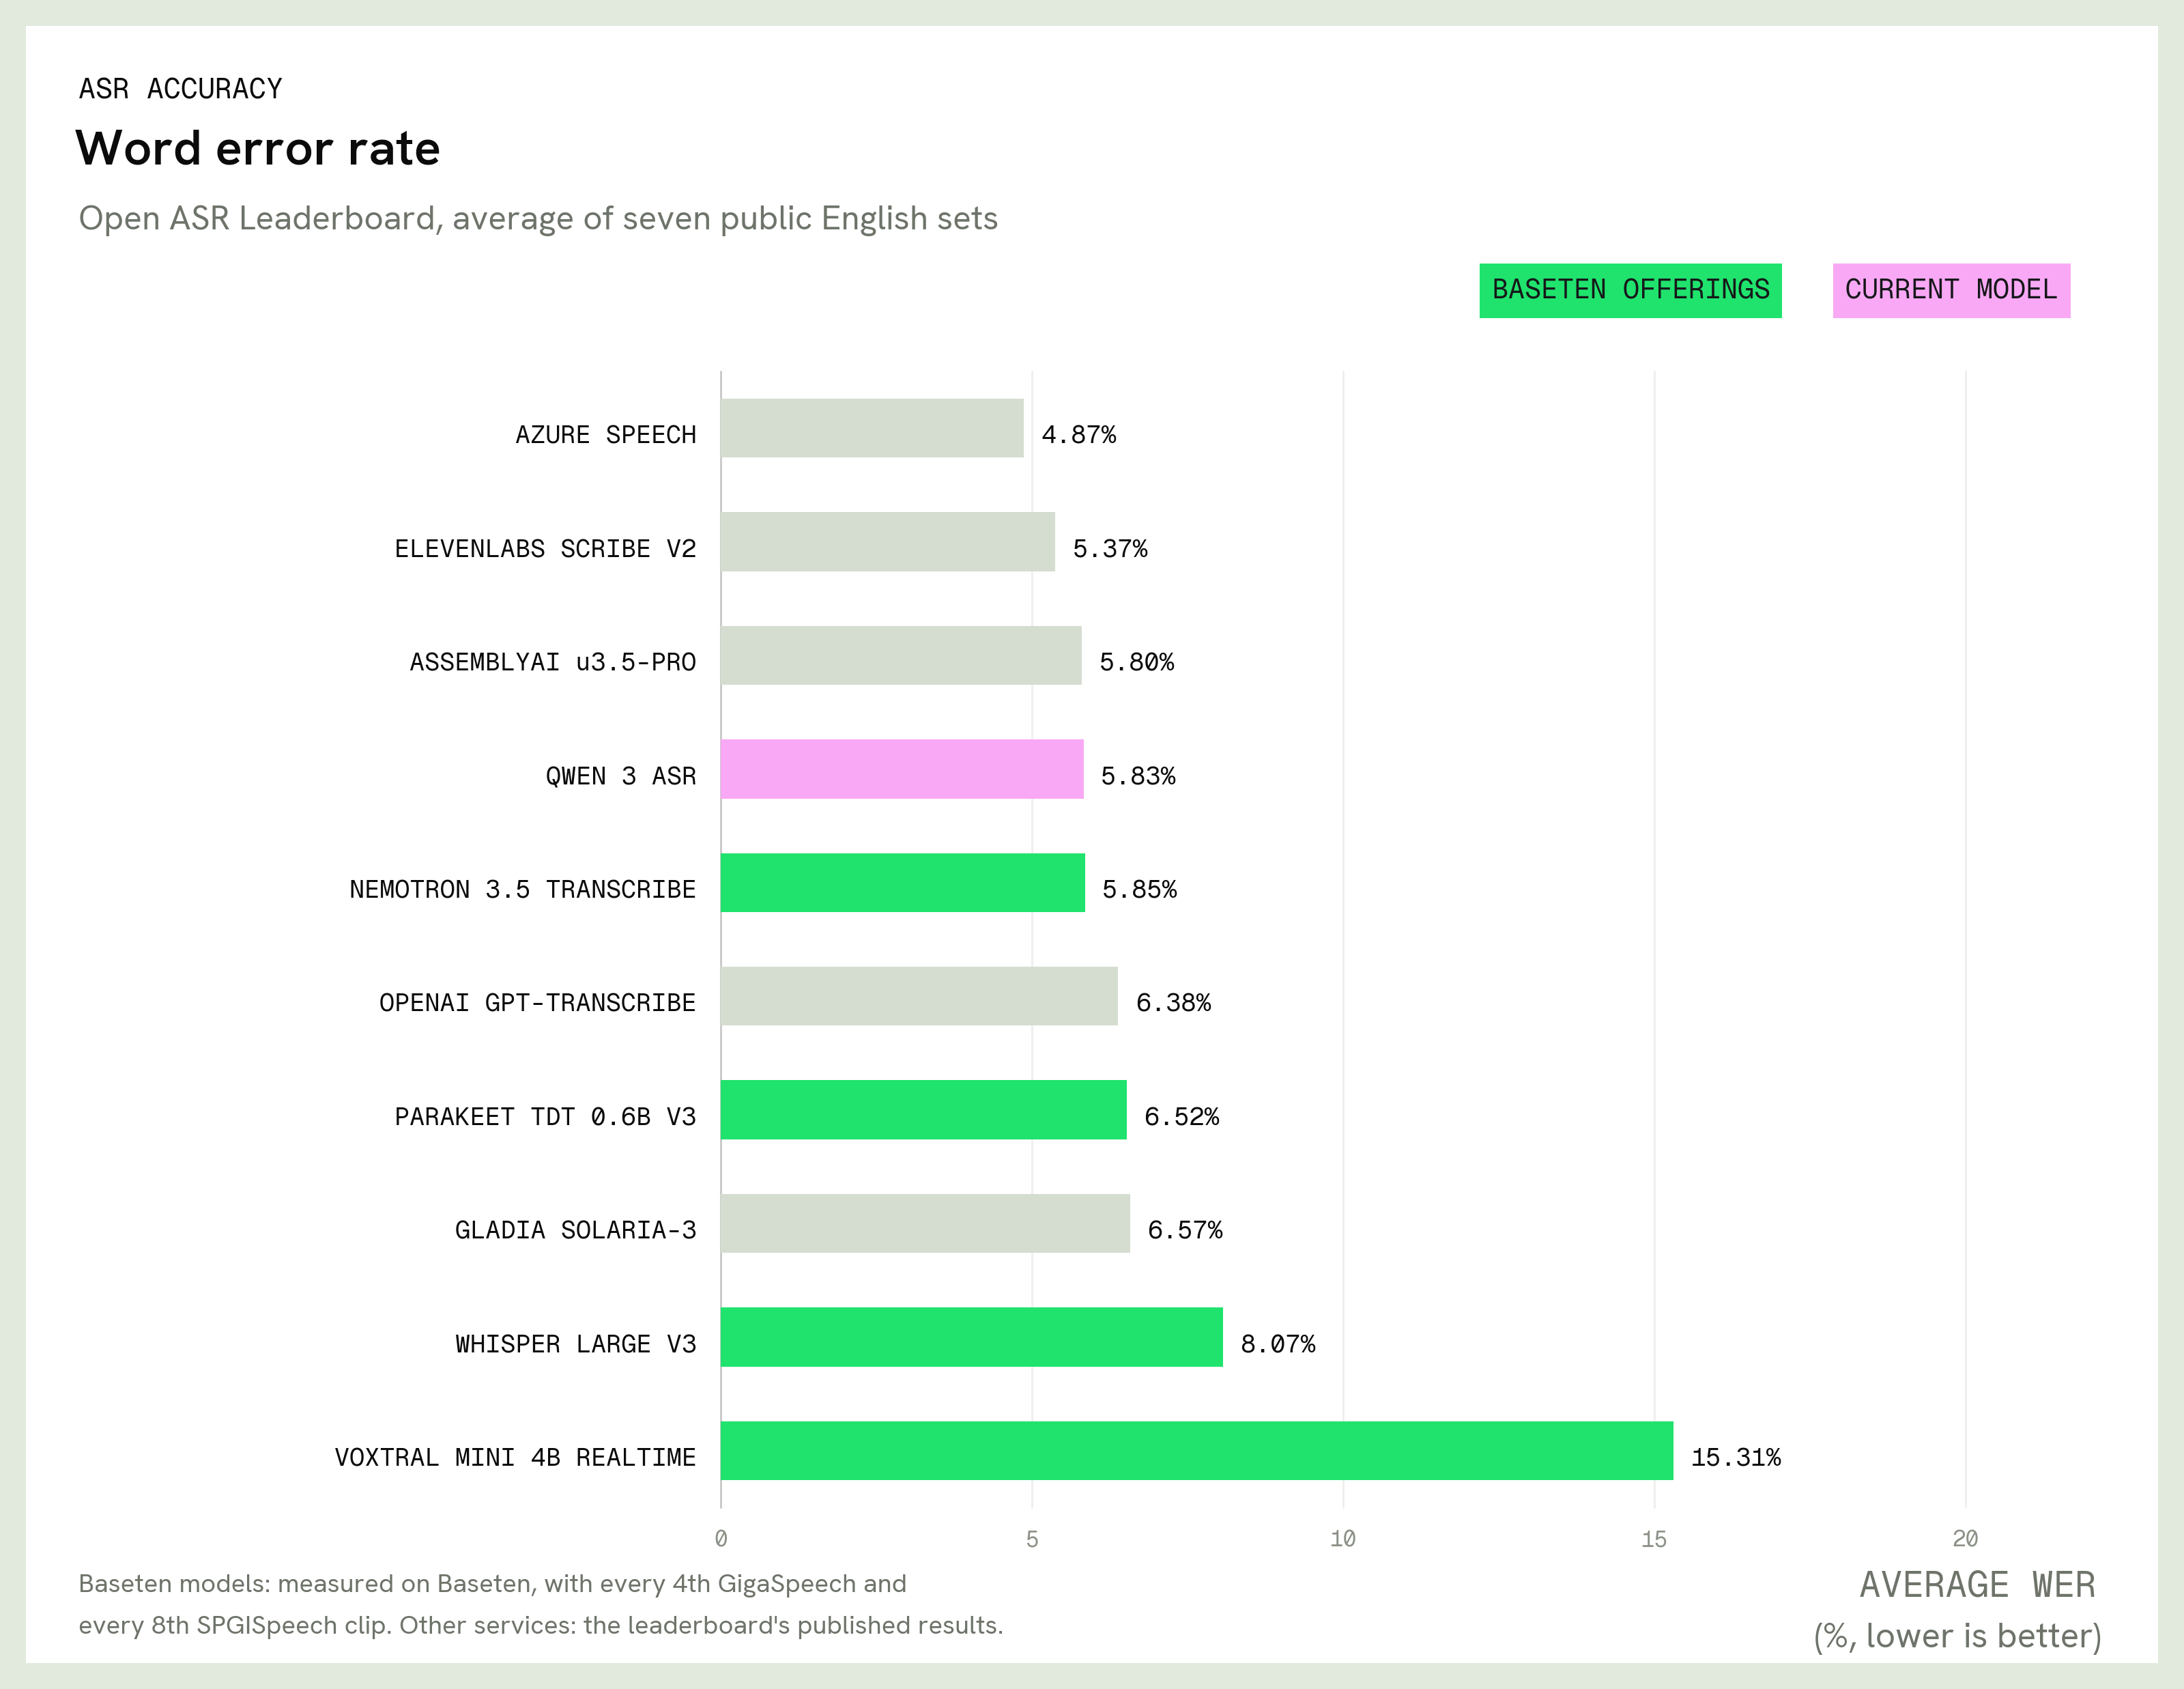 ASR ACCURACY
Word error rate
Open ASR Leaderboard, average of seven public English sets
BASETEN OFFERINGS
CURRENT MODEL
AZURE SPEECH 4.87%
ELEVENLABS SCRIBE V2 5.37%
ASSEMBLYAI u3.5-PRO 5.80%
QWEN 3 ASR 5.83%
NEMOTRON 3.5 TRANSCRIBE 5.85%
OPENAI GPT-TRANSCRIBE 6.38%
PARAKEET TDT 0.6B V3 6.52%
GLADIA SOLARIA-3 6.57%
WHISPER LARGE V3 8.07%
VOXTRAL MINI 4B REALTIME 15.31%
0 5 10 15 20
Baseten models: measured on Baseten, with every 4th GigaSpeech and
every 8th SPGISpeech clip. Other services: the leaderboard's published results.
AVERAGE WER
(%, lower is better)